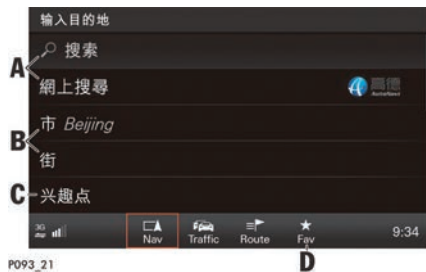 输入目的地
A
搜索
網上搜尋
高德
AutoNavi
B
市 Beijing
街
C
兴趣点
3G
Nav Traffic Route Fav 9:34
D
P093_21